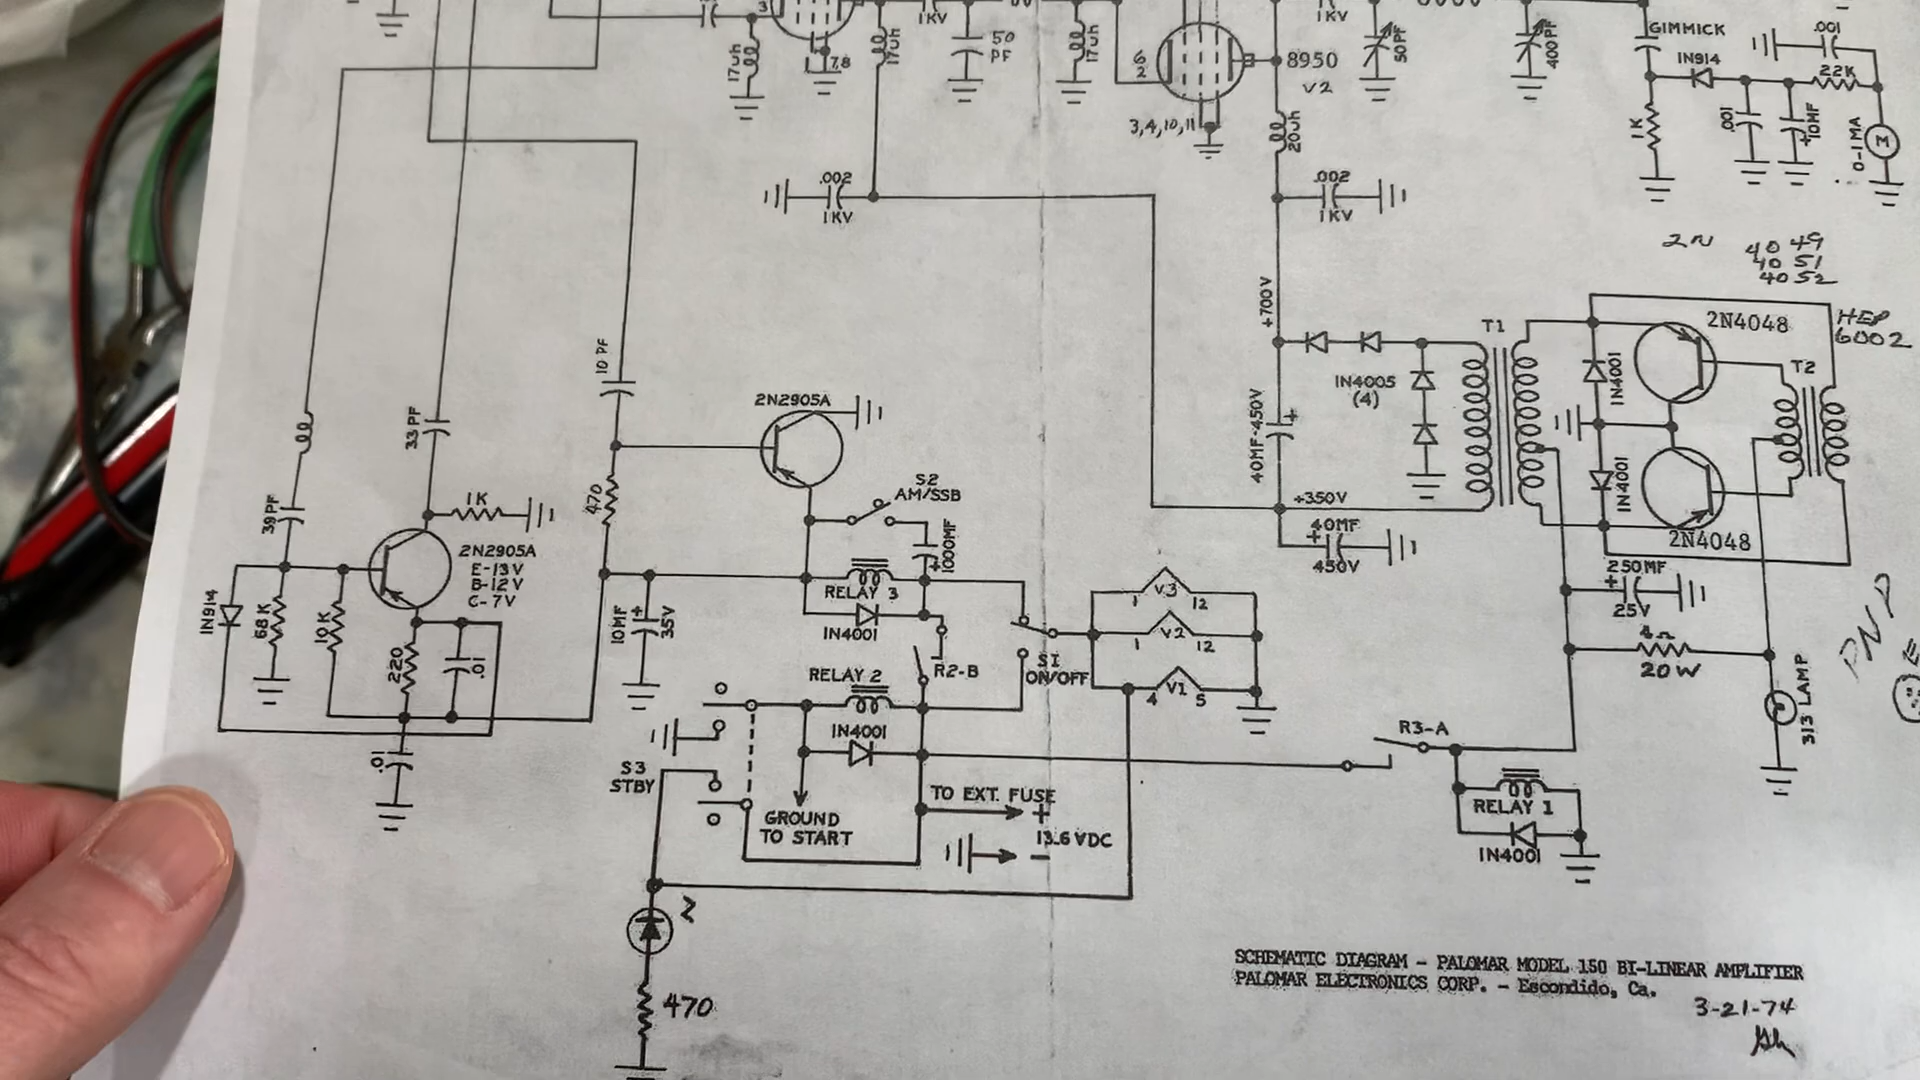 3
17uh
7,8
17uh
1KV
50
PF
17uh
6
2
3,4,10,11
8950
V2
20uh
1KV
50PF
400PF
GIMMICK
.001
IN914
22K
1K
.001
+
10MF
0-1 MA
M
.002
1KV
.002
1KV
2N 4049
4051
4052
+700V
10 PF
33PF
39PF
2N2905A
S2
AM/SSB
IN4005
(4)
T1
2N4048
HEP
6002
IN4001
T2
IN4001
2N4048
40MF-450V
+
+350V
+
40MF
450V
470
1000MF
+
1K
2N2905A
E-13V
B-12V
C-7V
IN914
68K
10K
220
.01
.01
10MF
+
35V
RELAY 3
IN4001
RELAY 2
IN4001
R2-B
S1
ON/OFF
1 V3 12
1 V2 12
4 V1 5
250MF
+
25V
4Ω
20W
313 LAMP
PNP
E
R3-A
RELAY 1
IN4001
S3
STBY
GROUND
TO START
TO EXT. FUSE
+
13.6 VDC
-
2
470
SCHEMATIC DIAGRAM - PALOMAR MODEL 150 BI-LINEAR AMPLIFIER
PALOMAR ELECTRONICS CORP. - Escondido, Ca.
3-21-74